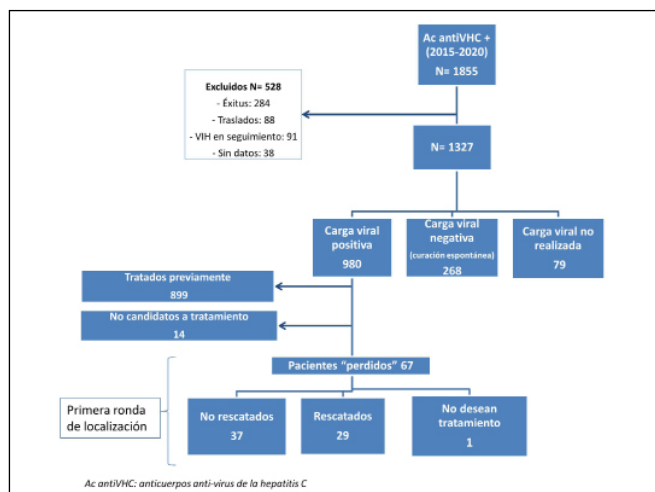 Ac antiVHC +
(2015-2020)
N= 1855
Excluidos N= 528
- Éxitus: 284
- Traslados: 88
- VIH en seguimiento: 91
- Sin datos: 38
N= 1327
Carga viral
positiva
980
Carga viral
negativa
(curación espontánea)
268
Carga viral no
realizada
79
Tratados previamente
899
No candidatos a tratamiento
14
Pacientes “perdidos” 67
Primera ronda
de localización
No rescatados
37
Rescatados
29
No desean
tratamiento
1
Ac antiVHC: anticuerpos anti-virus de la hepatitis C